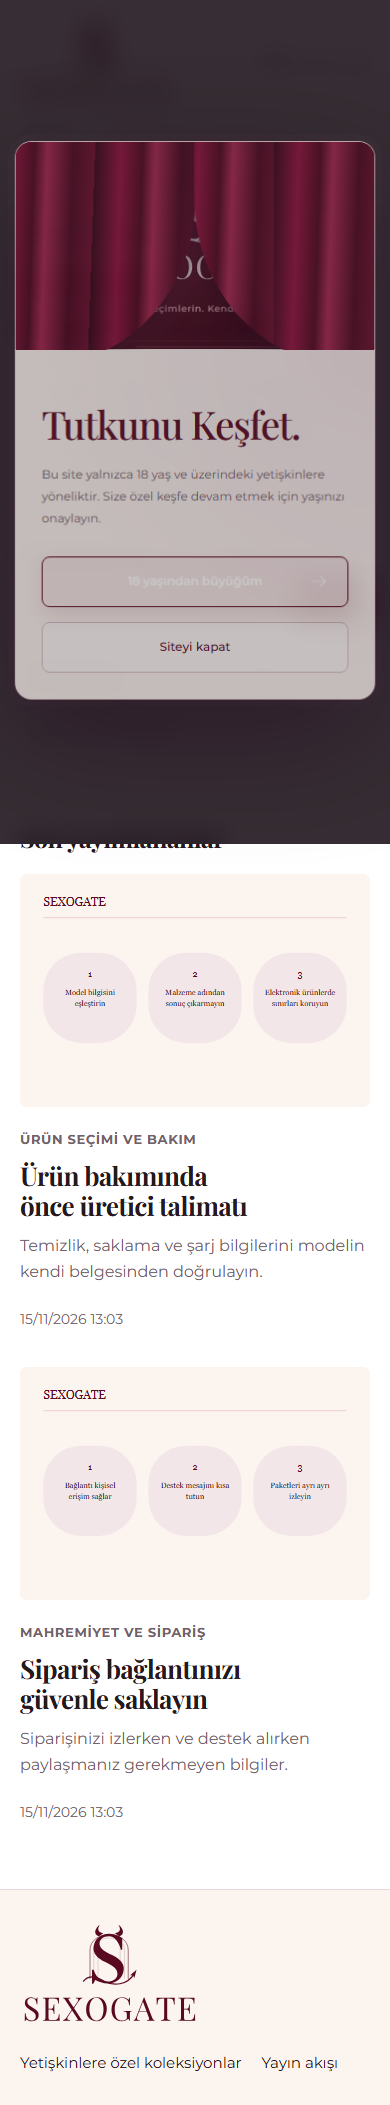 eçimlerin. Kend
Tutkunu Keşfet.
Bu site yalnızca 18 yaş ve üzerindeki yetişkinlere
yöneliktir. Size özel keşfe devam etmek için yaşınızı
onaylayın.
18 yaşından büyüğüm →
Siteyi kapat
Son yayımlananlar
SEXOGATE
1
Model bilgisini
eşleştirin
2
Malzeme adından
sonuç çıkarmayın
3
Elektronik ürünlerde
sınırları koruyun
ÜRÜN SEÇİMİ VE BAKIM
Ürün bakımında
önce üretici talimatı
Temizlik, saklama ve şarj bilgilerini modelin
kendi belgesinden doğrulayın.
15/11/2026 13:03
SEXOGATE
1
Bağlantı kişisel
erişim sağlar
2
Destek mesajını kısa
tutun
3
Paketleri ayrı ayrı
izleyin
MAHREMİYET VE SİPARİŞ
Sipariş bağlantınızı
güvenle saklayın
Siparişinizi izlerken ve destek alırken
paylaşmanız gerekmeyen bilgiler.
15/11/2026 13:03
SEXOGATE
Yetişkinlere özel koleksiyonlar Yayın akışı